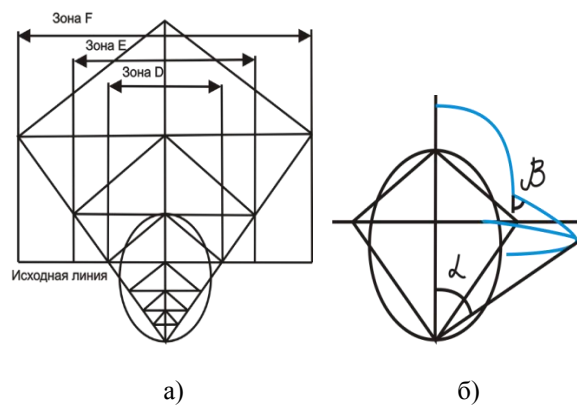 Зона F
Зона E
Зона D
Исходная линия
β
α
а)
б)